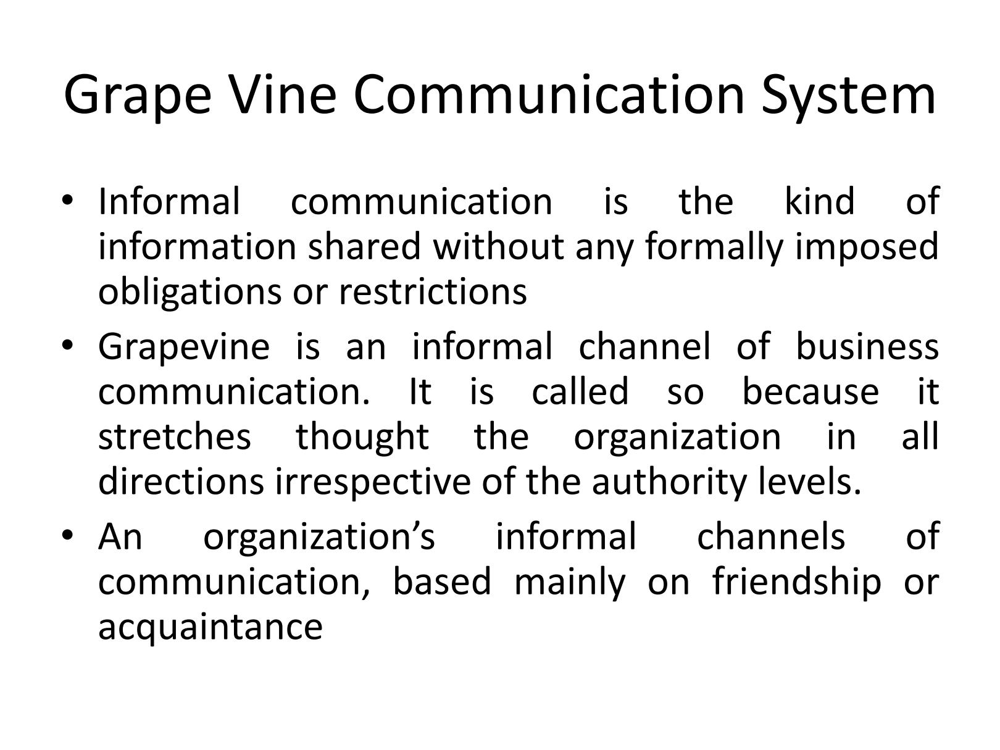 Grape Vine Communication System
• Informal communication is the kind of
information shared without any formally imposed
obligations or restrictions
• Grapevine is an informal channel of business
communication. It is called so because it
stretches thought the organization in all
directions irrespective of the authority levels.
• An organization’s informal channels of
communication, based mainly on friendship or
acquaintance